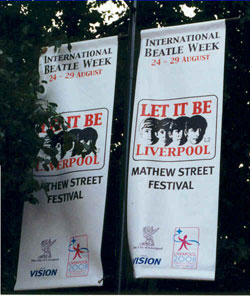 INTERNATIONAL
BEATLE WEEK
24 - 29 AUGUST
LET IT BE
LIVERPOOL
MATHEW STREET
FESTIVAL
VISION
INTERNATIONAL
BEATLE WEEK
24 - 29 AUGUST
LET IT BE
LIVERPOOL
MATHEW STREET
FESTIVAL
VISION
LIVERPOOL